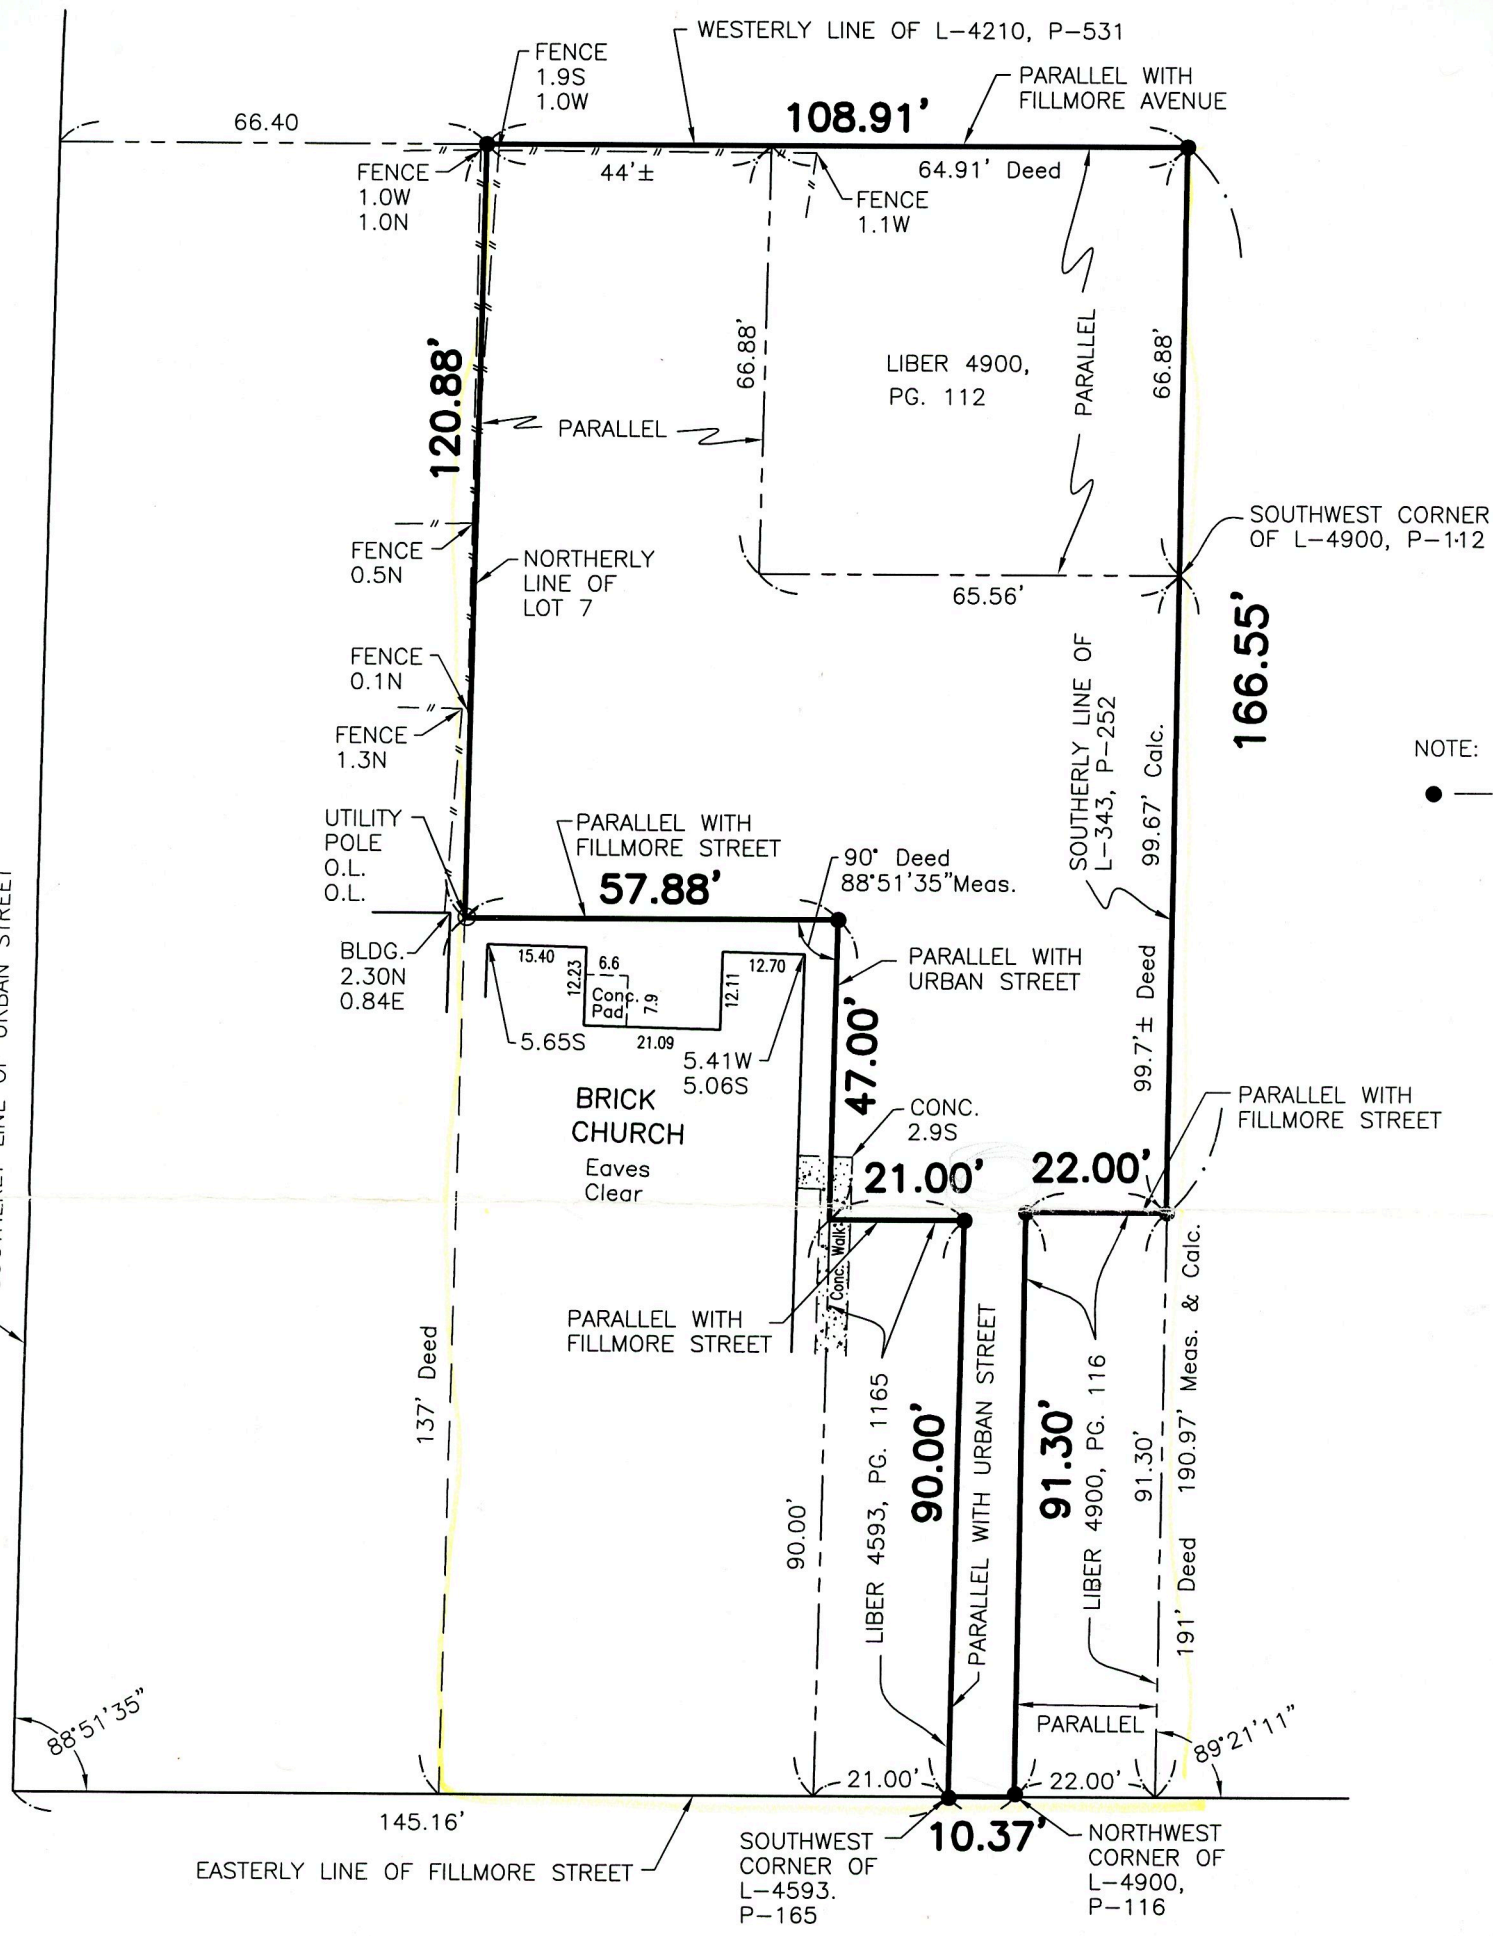 WESTERLY LINE OF L-4210, P-531
FENCE
1.9S
1.0W
PARALLEL WITH
FILLMORE AVENUE
108.91'
66.40
FENCE
1.0W
1.0N
44'±
64.91' Deed
FENCE
1.1W
120.88'
66.88'
LIBER 4900,
PG. 112
PARALLEL
66.88'
PARALLEL
SOUTHWEST CORNER
OF L-4900, P-112
FENCE
0.5N
NORTHERLY
LINE OF
LOT 7
65.56'
166.55'
FENCE
0.1N
FENCE
1.3N
SOUTHERLY LINE OF
L-343, P-252
99.67' Calc.
NOTE:
UTILITY
POLE
O.L.
O.L.
PARALLEL WITH
FILLMORE STREET
57.88'
90° Deed
88°51'35"Meas.
BLDG.
2.30N
0.84E
15.40
12.23
6.6
Conc.
Pad
7.9
12.11
12.70
21.09
5.65S
5.41W
5.06S
PARALLEL WITH
URBAN STREET
47.00'
99.7'± Deed
BRICK
CHURCH
Eaves
Clear
CONC.
2.9S
PARALLEL WITH
FILLMORE STREET
21.00'
22.00'
Conc. Walk
PARALLEL WITH
FILLMORE STREET
137' Deed
90.00'
LIBER 4593, PG. 1165
90.00'
PARALLEL WITH URBAN STREET
91.30'
LIBER 4900, PG. 116
91.30'
191' Deed 190.97' Meas. & Calc.
LINE OF URBAN STREET
88°51'35"
PARALLEL
89°21'11"
21.00'
22.00'
145.16'
10.37'
EASTERLY LINE OF FILLMORE STREET
SOUTHWEST
CORNER OF
L-4593.
P-165
NORTHWEST
CORNER OF
L-4900,
P-116